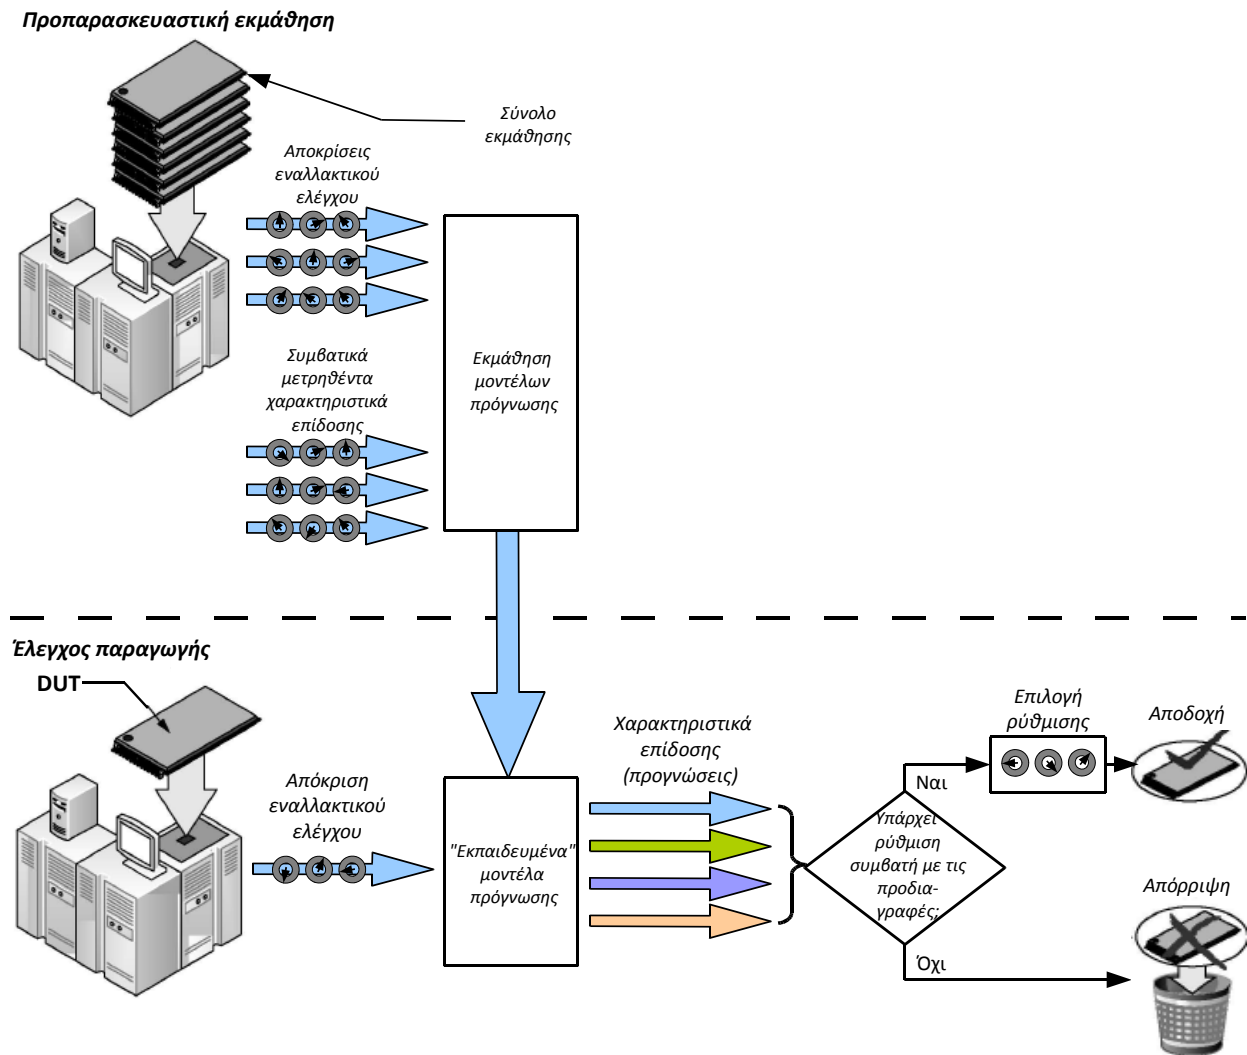 Προπαρασκευαστική εκμάθηση
Σύνολο
εκμάθησης
Αποκρίσεις
εναλλακτικού
ελέγχου
Συμβατικά
μετρηθέντα
χαρακτηριστικά
επίδοσης
Εκμάθηση
μοντέλων
πρόγνωσης
Έλεγχος παραγωγής
DUT
Απόκριση
εναλλακτικού
ελέγχου
"Εκπαιδευμένα"
μοντέλα
πρόγνωσης
Χαρακτηριστικά
επίδοσης
(προγνώσεις)
Υπάρχει
ρύθμιση
συμβατή με τις
προδια-
γραφές;
Ναι
Επιλογή
ρύθμισης
Αποδοχή
Όχι
Απόρριψη